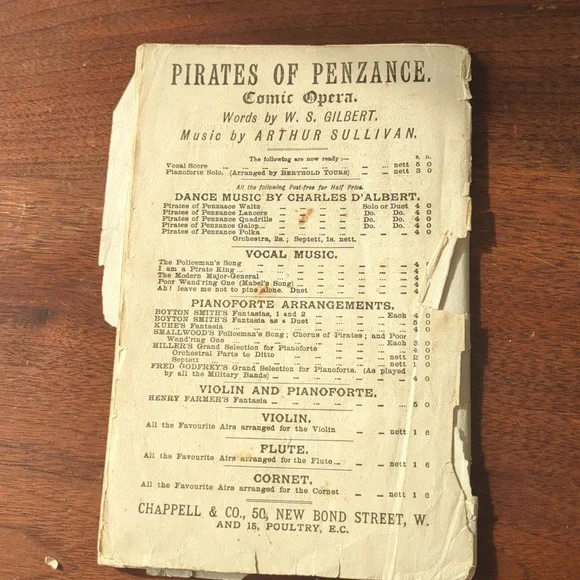 PIRATES OF PENZANCE.
Comic Opera.
Words by W. S. GILBERT.
Music by ARTHUR SULLIVAN.
The following are now ready :— s. D.
Vocal Score ... nett 5 0
Pianoforte Solo. (Arranged by BERTHOLD TOURS) ... nett 3 0
All the following Post-free for Half Price.
DANCE MUSIC BY CHARLES D'ALBERT.
Pirates of Penzance Waltz ... Solo or Duet 4 0
Pirates of Penzance Lancers ... Do. Do. 4 0
Pirates of Penzance Quadrille ... Do. Do. 4 0
Pirates of Penzance Galop... Do. Do. 4 0
Pirates of Penzance Polka ... Do. Do. 4 0
Orchestra, 2s.; Septett, 1s. nett.
VOCAL MUSIC.
The Policeman's Song ... 4 0
I am a Pirate King ... 4
The Modern Major-General ... 4
Poor Wand'ring One (Mabel's Song) ... 4
Ah! leave me not to pine alone. Duet ... 4
PIANOFORTE ARRANGEMENTS.
BOYTON SMITH'S Fantasias, 1 and 2 ... Each 4 0
BOYTON SMITH'S Fantasia as a Duet ... 5 0
KUHE'S Fantasia ... 4 0
SMALLWOOD'S Policeman's Song; Chorus of Pirates; and Poor
Wand'ring One ... Each 3 0
HILLER'S Grand Selection for Pianoforte ... 4 0
Orchestral Parts to Ditto ... nett 2 0
Septett ... nett 1 0
FRED GODFREY'S Grand Selection for Pianoforte. (As played
by all the Military Bands) ... 4 0
VIOLIN AND PIANOFORTE.
HENRY FARMER'S Fantasia ... 5 0
VIOLIN.
All the Favourite Airs arranged for the Violin ... nett 1 6
FLUTE.
All the Favourite Airs arranged for the Flute... nett 1 6
CORNET.
All the Favourite Airs arranged for the Cornet ... nett 1 6
CHAPPELL & CO., 50, NEW BOND STREET, W.
AND 15, POULTRY, E.C.